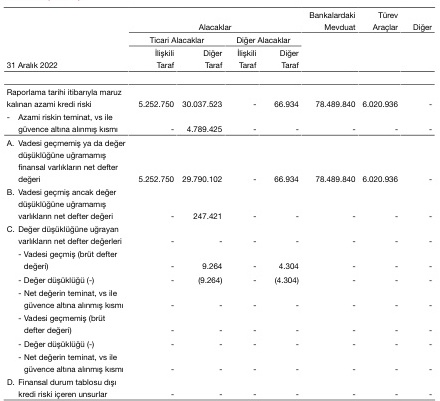 Alacaklar Bankalardaki Mevduat Türev Araçlar Diğer
Ticari Alacaklar Diğer Alacaklar
31 Aralık 2022 İlişkili Taraf Diğer Taraf İlişkili Taraf Diğer Taraf
Raporlama tarihi itibarıyla maruz
kalınan azami kredi riski 5.252.750 30.037.523 - 66.934 78.489.840 6.020.936 -
- Azami riskin teminat, vs ile
güvence altına alınmış kısmı - 4.789.425 - - - - -
A. Vadesi geçmemiş ya da değer
düşüklüğüne uğramamış
finansal varlıkların net defter
değeri 5.252.750 29.790.102 - 66.934 78.489.840 6.020.936 -
B. Vadesi geçmiş ancak değer
düşüklüğüne uğramamış
varlıkların net defter değeri - 247.421 - - - - -
C. Değer düşüklüğüne uğrayan
varlıkların net defter değerleri - - - - - - -
- Vadesi geçmiş (brüt defter
değeri) - 9.264 - 4.304 - - -
- Değer düşüklüğü (-) - (9.264) - (4.304) - - -
- Net değerin teminat, vs ile
güvence altına alınmış kısmı - - - - - - -
- Vadesi geçmemiş (brüt
defter değeri) - - - - - - -
- Değer düşüklüğü (-) - - - - - - -
- Net değerin teminat, vs ile
güvence altına alınmış kısmı - - - - - - -
D. Finansal durum tablosu dışı
kredi riski içeren unsurlar - - - - - - -